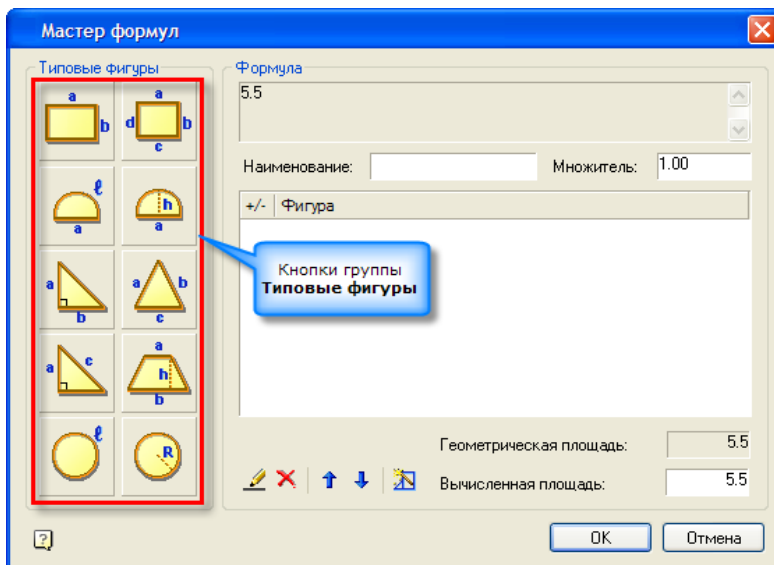 Мастер формул
Типовые фигуры
a
b
a
d
b
c
ℓ
a
h
a
a
b
a
b
c
a
c
a
h
b
ℓ
R
Формула
5.5
Наименование:
Множитель: 1.00
+/- Фигура
Кнопки группы
Типовые фигуры
Геометрическая площадь: 5.5
Вычисленная площадь: 5.5
?
OK
Отмена